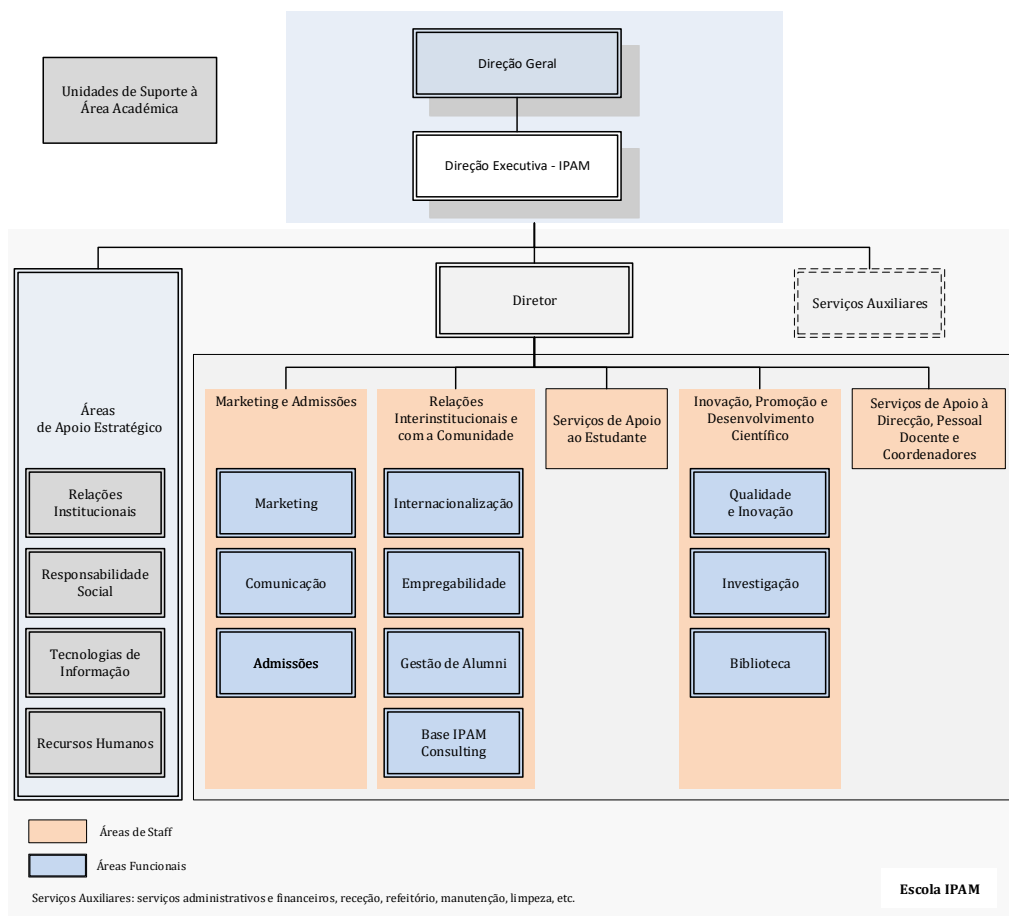 Direção Geral
Unidades de Suporte à
Área Académica
Direção Executiva - IPAM
Diretor
Serviços Auxiliares
Áreas
de Apoio Estratégico
Relações
Institucionais
Responsabilidade
Social
Tecnologias de
Informação
Recursos Humanos
Marketing e Admissões
Marketing
Comunicação
Admissões
Relações
Interinstitucionais e
com a Comunidade
Internacionalização
Empregabilidade
Gestão de Alumni
Base IPAM
Consulting
Serviços de Apoio
ao Estudante
Inovação, Promoção e
Desenvolvimento
Científico
Qualidade
e Inovação
Investigação
Biblioteca
Serviços de Apoio à
Direcção, Pessoal
Docente e
Coordenadores
Áreas de Staff
Áreas Funcionais
Serviços Auxiliares: serviços administrativos e financeiros, receção, refeitório, manutenção, limpeza, etc.
Escola IPAM